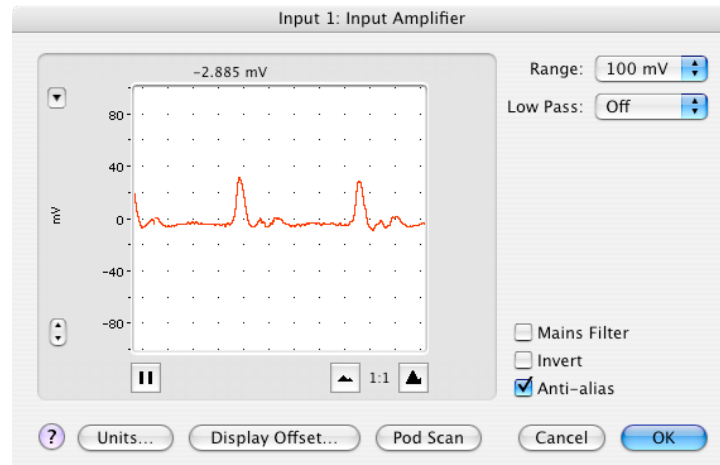 Input 1: Input Amplifier
-2.885 mV
Range: 100 mV
Low Pass: Off
80
40
mV
0
-40
-80
1:1
Mains Filter
Invert
Anti-alias
?
Units...
Display Offset...
Pod Scan
Cancel
OK